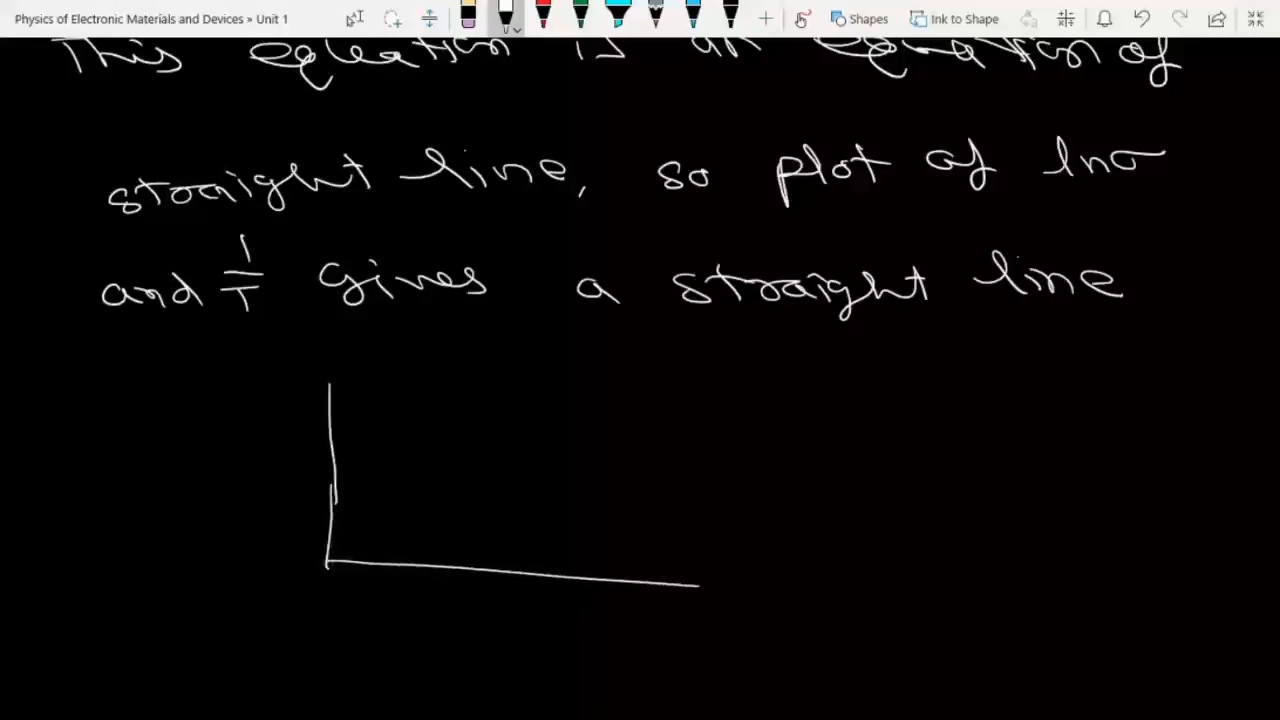 Physics of Electronic Materials and Devices » Unit 1
Shapes
Ink to Shape
This equation is an equation of
straight line, so plot of lnσ
and 1/T gives a straight line